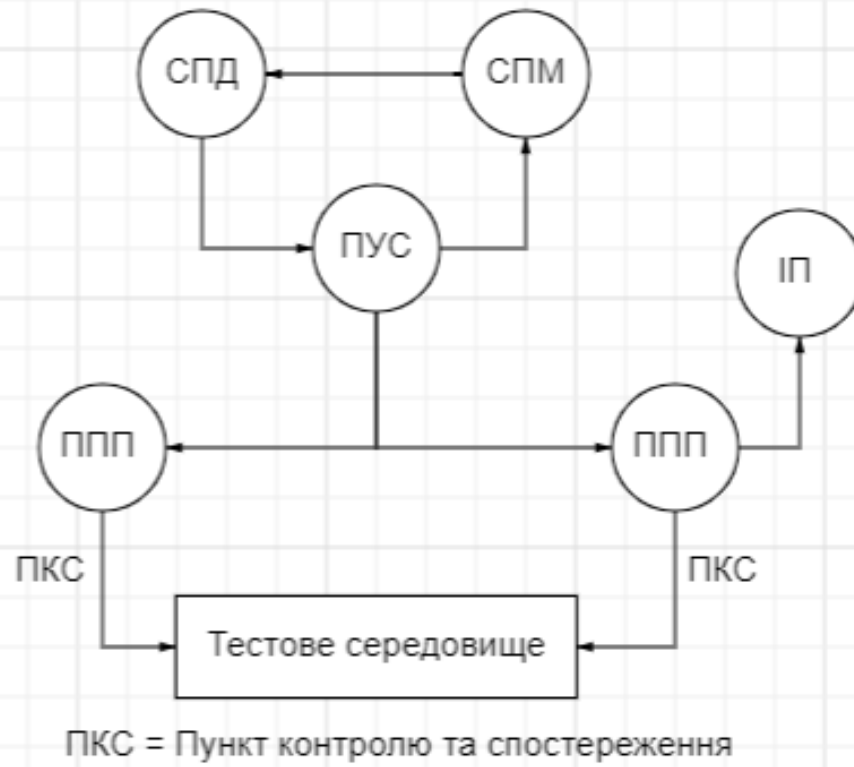 СПД
СПМ
ПУС
ІП
ППП
ППП
ПКС
ПКС
Тестове середовище
ПКС = Пункт контролю та спостереження